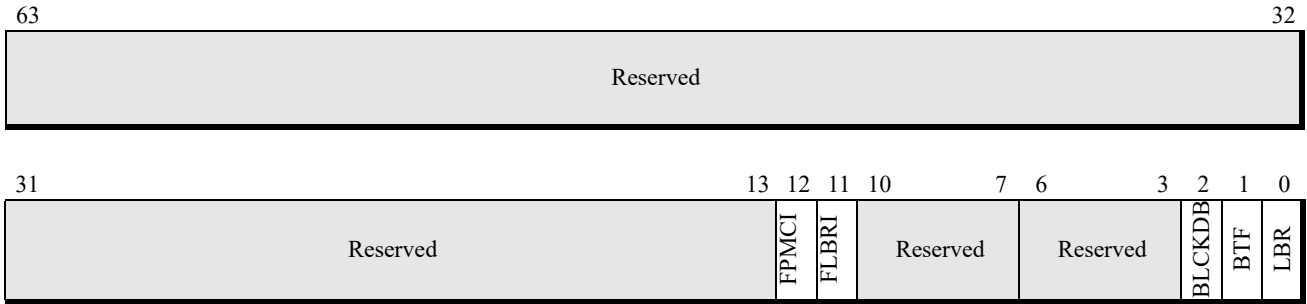 63 32
Reserved
31 13 12 11 10 7 6 3 2 1 0
Reserved FPMCI FLBRI Reserved Reserved BLCKDB BTF LBR